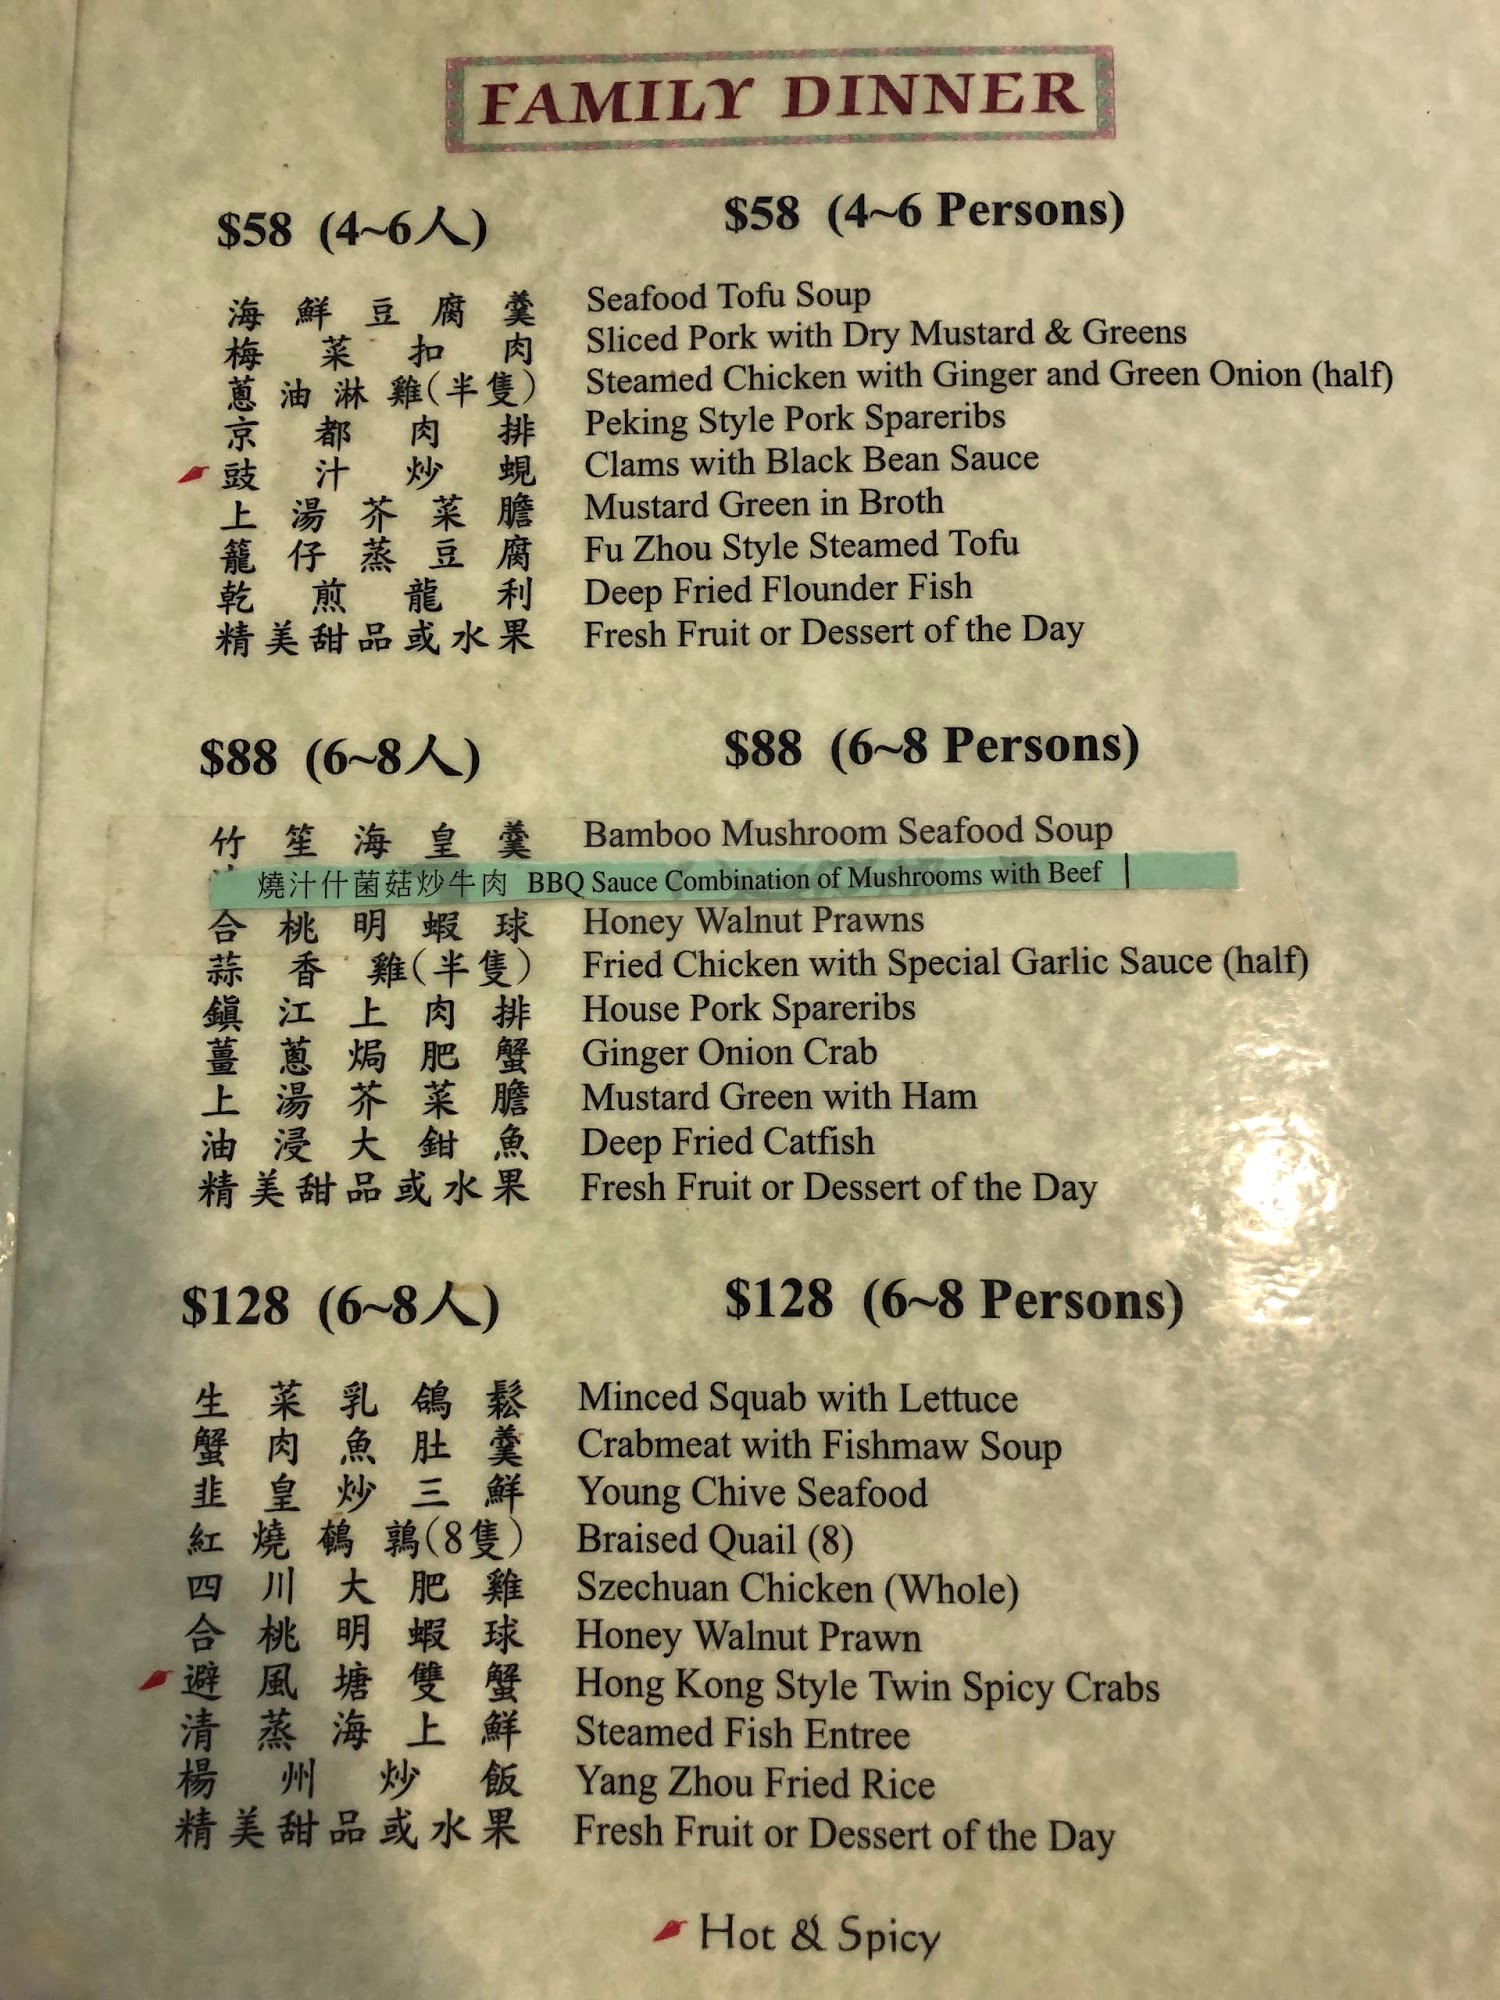 FAMILY DINNER
$58 (4~6人) $58 (4~6 Persons)
海鮮豆腐羹 Seafood Tofu Soup
梅菜扣肉 Sliced Pork with Dry Mustard & Greens
蔥油淋雞(半隻) Steamed Chicken with Ginger and Green Onion (half)
京都肉排 Peking Style Pork Spareribs
豉汁炒蜆 Clams with Black Bean Sauce
上湯芥菜膽 Mustard Green in Broth
籠仔蒸豆腐 Fu Zhou Style Steamed Tofu
乾煎龍利 Deep Fried Flounder Fish
精美甜品或水果 Fresh Fruit or Dessert of the Day
$88 (6~8人) $88 (6~8 Persons)
竹笙海皇羹 Bamboo Mushroom Seafood Soup
燒汁什菌菇炒牛肉 BBQ Sauce Combination of Mushrooms with Beef
合桃明蝦球 Honey Walnut Prawns
蒜香雞(半隻) Fried Chicken with Special Garlic Sauce (half)
鎮江上肉排 House Pork Spareribs
薑蔥焗肥蟹 Ginger Onion Crab
上湯芥菜膽 Mustard Green with Ham
油浸大鉗魚 Deep Fried Catfish
精美甜品或水果 Fresh Fruit or Dessert of the Day
$128 (6~8人) $128 (6~8 Persons)
生菜乳鴿鬆 Minced Squab with Lettuce
蟹肉魚肚羹 Crabmeat with Fishmaw Soup
韭皇炒三鮮 Young Chive Seafood
紅燒鵪鶉(8隻) Braised Quail (8)
四川大肥雞 Szechuan Chicken (Whole)
合桃明蝦球 Honey Walnut Prawn
避風塘雙蟹 Hong Kong Style Twin Spicy Crabs
清蒸海上鮮 Steamed Fish Entree
楊州炒飯 Yang Zhou Fried Rice
精美甜品或水果 Fresh Fruit or Dessert of the Day
Hot & Spicy